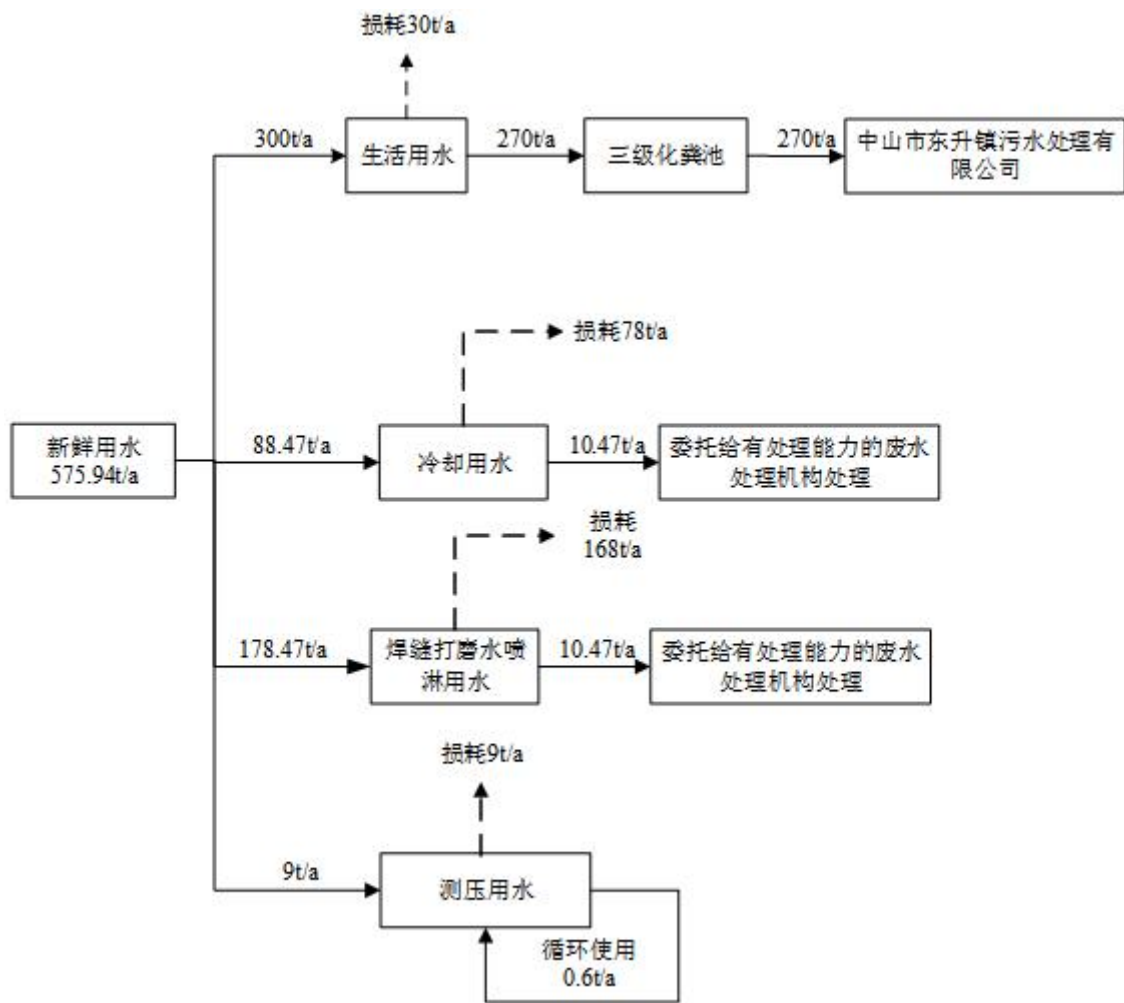 损耗30t/a
300t/a
生活用水
270t/a
三级化粪池
270t/a
中山市东升镇污水处理有
限公司
损耗78t/a
新鲜用水
575.94t/a
88.47t/a
冷却用水
10.47t/a
委托给有处理能力的废水
处理机构处理
损耗
168t/a
178.47t/a
焊缝打磨水喷
淋用水
10.47t/a
委托给有处理能力的废水
处理机构处理
损耗9t/a
9t/a
测压用水
循环使用
0.6t/a